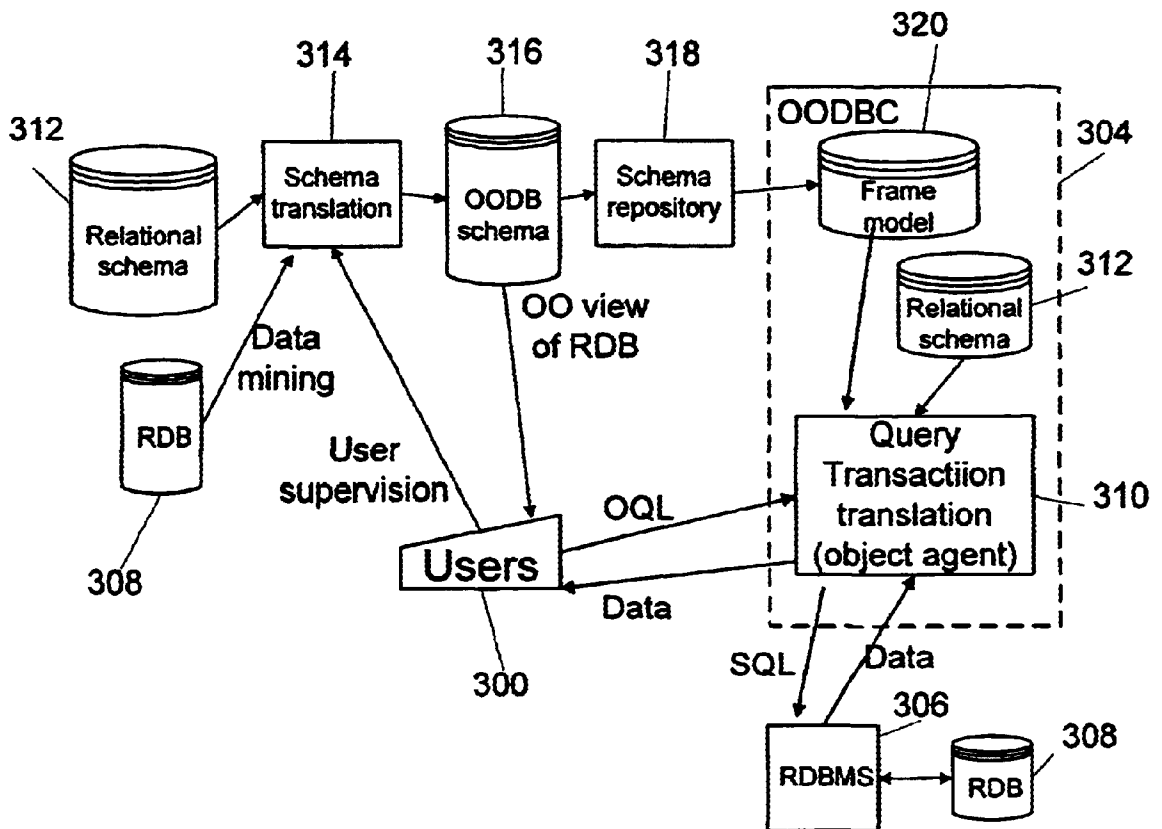 320
314
316
318
OODBC
312
304
Schema
translation
OODB
schema
Schema
repository
Frame
model
Relational
schema
312
Relational
schema
OO view
of RDB
Data
mining
RDB
User
supervision
Query
Transactiion
translation
(object agent)
310
OQL
308
Users
Data
300
SQL
Data
306
308
RDBMS
RDB